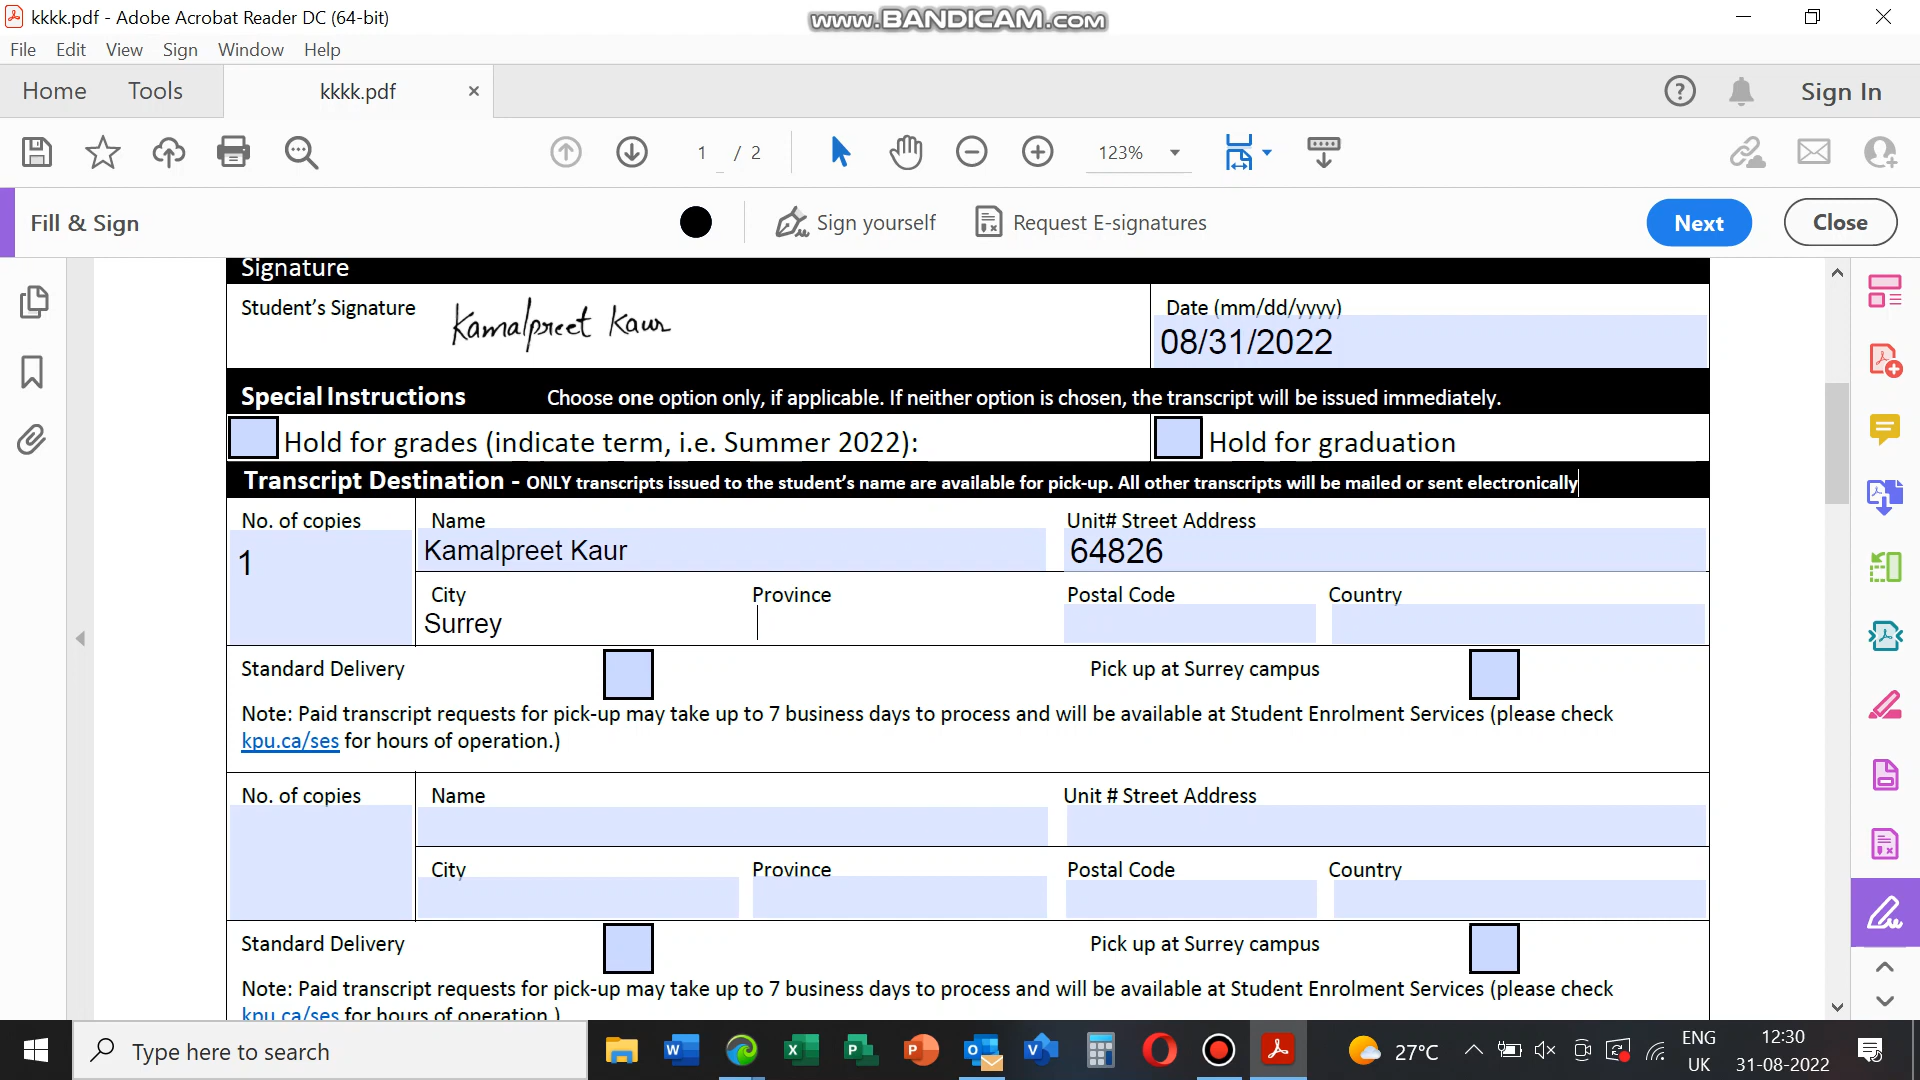 kkkk.pdf - Adobe Acrobat Reader DC (64-bit)
www.BANDICAM.com
File Edit View Sign Window Help
Home Tools kkkk.pdf × Sign In
1 / 2 123%
Fill & Sign Sign yourself Request E-signatures Next Close
Signature
Student's Signature Kamalpreet Kaur Date (mm/dd/yyyy)
08/31/2022
Special Instructions Choose one option only, if applicable. If neither option is chosen, the transcript will be issued immediately.
Hold for grades (indicate term, i.e. Summer 2022): Hold for graduation
Transcript Destination - ONLY transcripts issued to the student's name are available for pick-up. All other transcripts will be mailed or sent electronically
No. of copies Name Unit# Street Address
1 Kamalpreet Kaur 64826
City Province Postal Code Country
Surrey
Standard Delivery Pick up at Surrey campus
Note: Paid transcript requests for pick-up may take up to 7 business days to process and will be available at Student Enrolment Services (please check
kpu.ca/ses for hours of operation.)
No. of copies Name Unit # Street Address
City Province Postal Code Country
Standard Delivery Pick up at Surrey campus
Note: Paid transcript requests for pick-up may take up to 7 business days to process and will be available at Student Enrolment Services (please check
kpu.ca/ses for hours of operation.)
Type here to search 27°C ENG 12:30
UK 31-08-2022